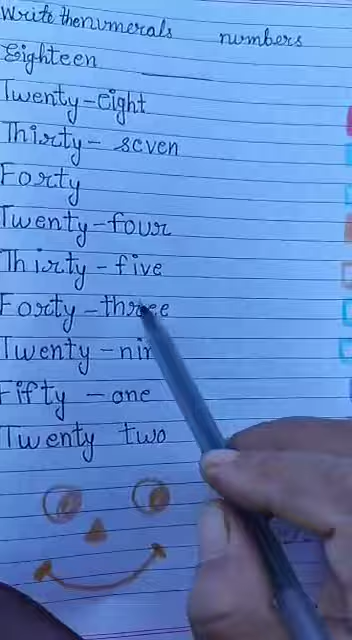 Write the numerals numbers
Eighteen
Twenty-eight
Thirty- seven
Forty
Twenty-four
Thirty-five
Forty-three
Twenty
Fifty-one
Twenty two